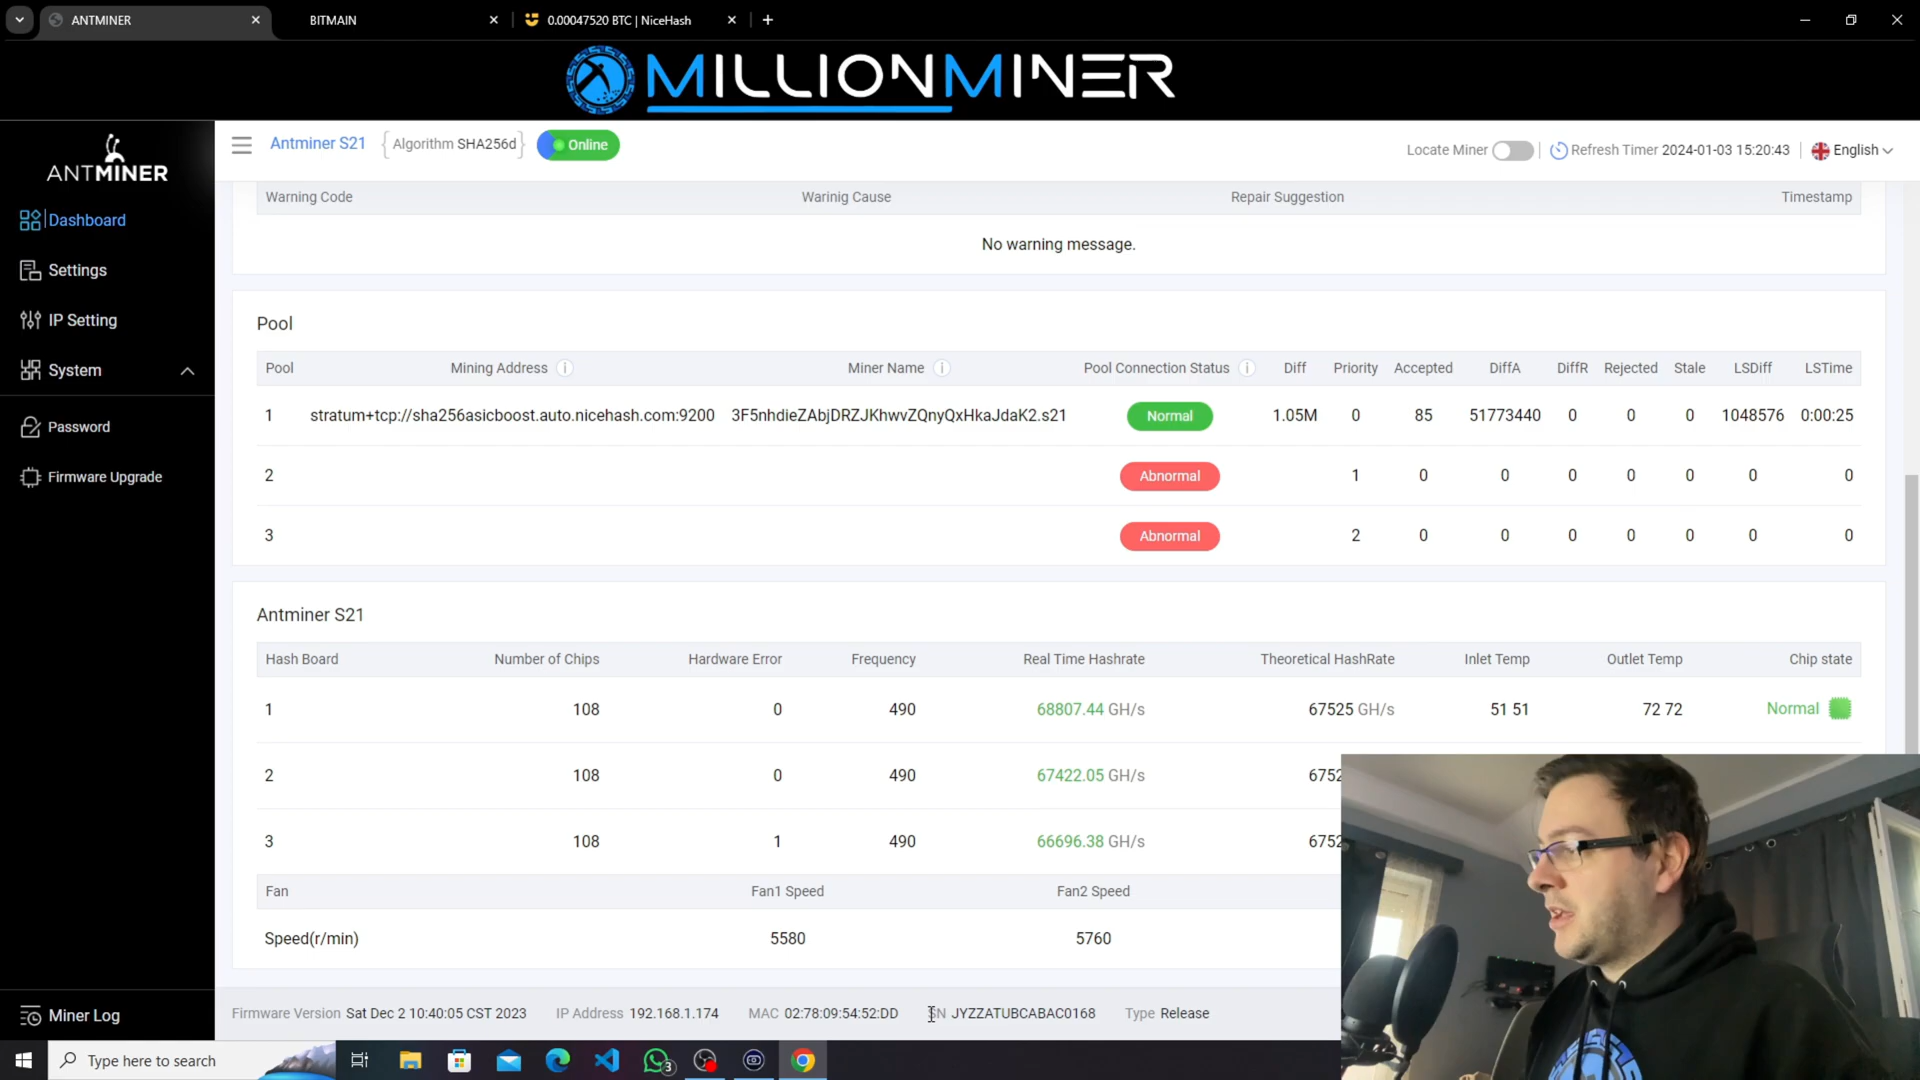 ANTMINER
BITMAIN
0.00047520 BTC | NiceHash
MILLIONMINER
ANTMINER
Antminer S21
Algorithm SHA256d
Online
Locate Miner
Refresh Timer 2024-01-03 15:20:43
English
Dashboard
Settings
IP Setting
System
Password
Firmware Upgrade
Miner Log
Warning Code Warinig Cause Repair Suggestion Timestamp
No warning message.
Pool
Pool Mining Address Miner Name Pool Connection Status Diff Priority Accepted DiffA DiffR Rejected Stale LSDiff LSTime
1 stratum+tcp://sha256asicboost.auto.nicehash.com:9200 3F5nhdieZAbjDRZJKhwvZQnyQxHkaJdaK2.s21 Normal 1.05M 0 85 51773440 0 0 0 1048576 0:00:25
2 Abnormal 1 0 0 0 0 0 0 0
3 Abnormal 2 0 0 0 0 0 0 0
Antminer S21
Hash Board Number of Chips Hardware Error Frequency Real Time Hashrate Theoretical HashRate Inlet Temp Outlet Temp Chip state
1 108 0 490 68807.44 GH/s 67525 GH/s 51 51 72 72 Normal
2 108 0 490 67422.05 GH/s 6752
3 108 1 490 66696.38 GH/s 6752
Fan Fan1 Speed Fan2 Speed
Speed(r/min) 5580 5760
Firmware Version Sat Dec 2 10:40:05 CST 2023 IP Address 192.168.1.174 MAC 02:78:09:54:52:DD SN JYZZATUBCABAC0168 Type Release
Type here to search
3